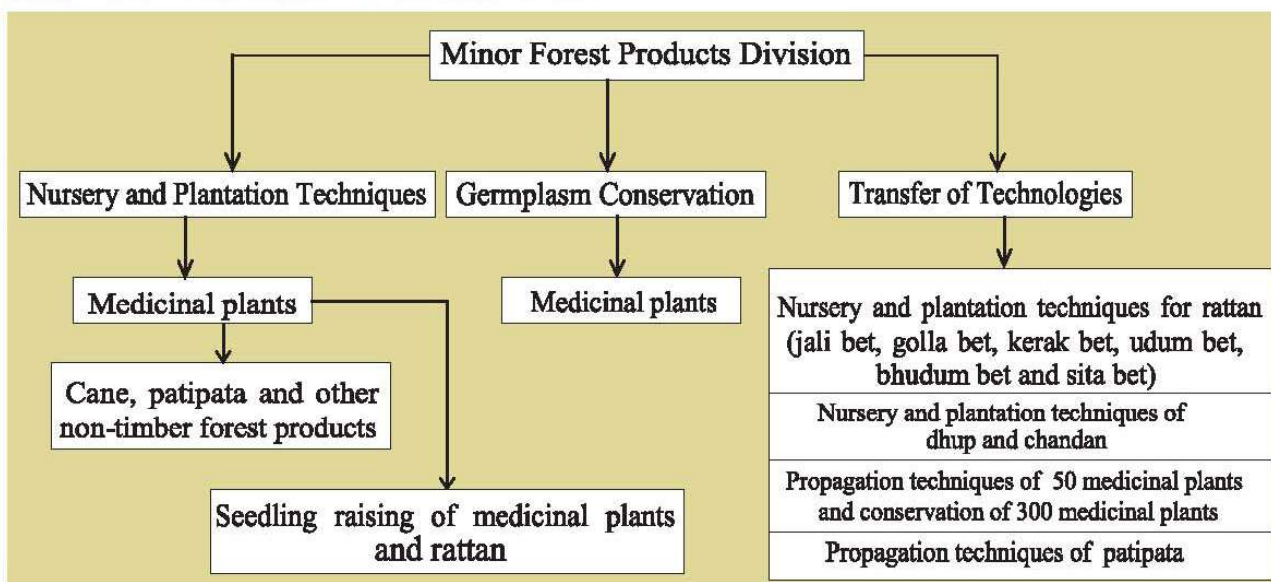 Minor Forest Products Division
Nursery and Plantation Techniques
Germplasm Conservation
Transfer of Technologies
Medicinal plants
Medicinal plants
Cane, patipata and other
non-timber forest products
Seedling raising of medicinal plants
and rattan
Nursery and plantation techniques for rattan
(jali bet, golla bet, kerak bet, udum bet,
bhudum bet and sita bet)
Nursery and plantation techniques of
dhup and chandan
Propagation techniques of 50 medicinal plants
and conservation of 300 medicinal plants
Propagation techniques of patipata